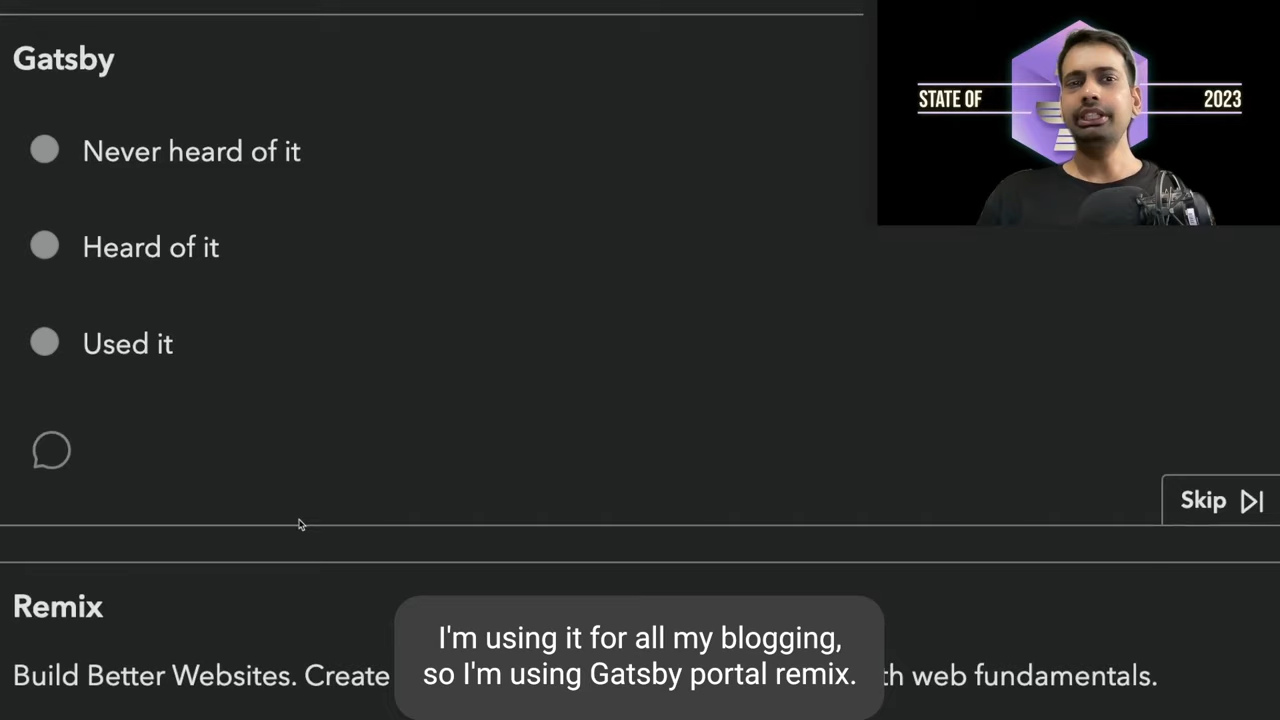 Gatsby
STATE OF
2023
Never heard of it
Heard of it
Used it
Skip
Remix
Build Better Websites. Create
th web fundamentals.
I'm using it for all my blogging,
so I'm using Gatsby portal remix.